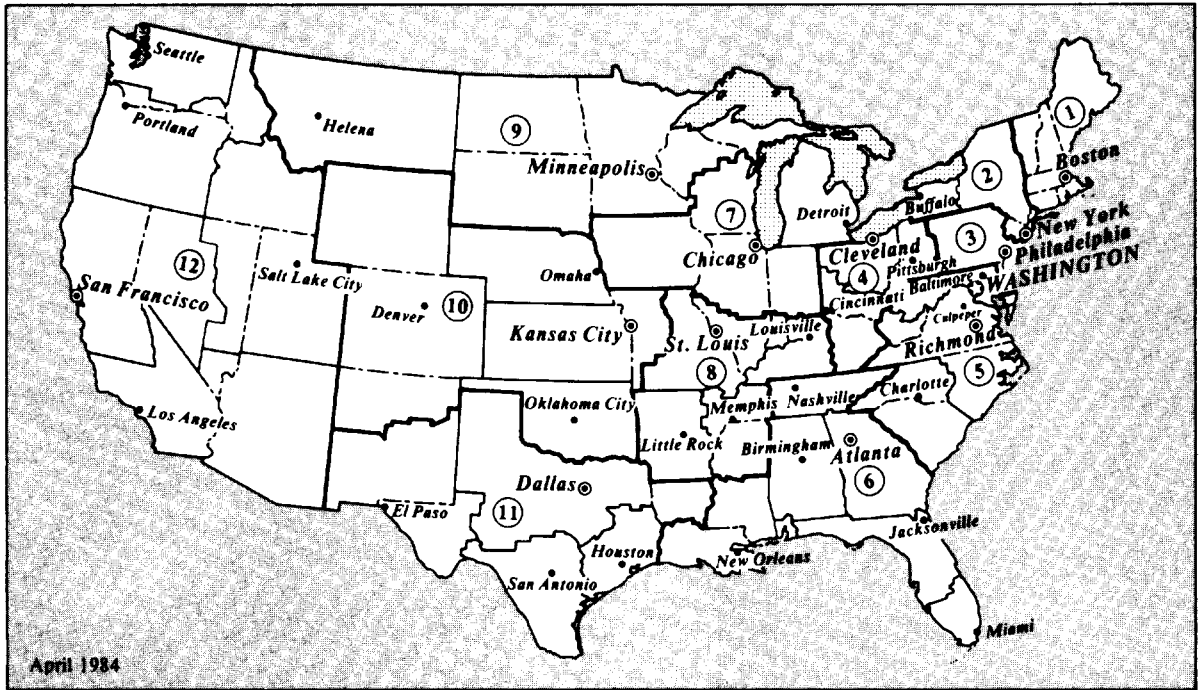 Seattle
Portland
Helena
9
Minneapolis
1
Boston
2
Buffalo
7
Detroit
Chicago
3
New York
Philadelphia
Cleveland
4
Pittsburgh
WASHINGTON
Cincinnati
Baltimore
12
San Francisco
Salt Lake City
Omaha
Denver
10
Kansas City
St. Louis
8
Louisville
Culpeper
Richmond
5
Los Angeles
Oklahoma City
Memphis
Nashville
Charlotte
Little Rock
Birmingham
Atlanta
6
Dallas
11
El Paso
Houston
San Antonio
New Orleans
Jacksonville
Miami
April 1984